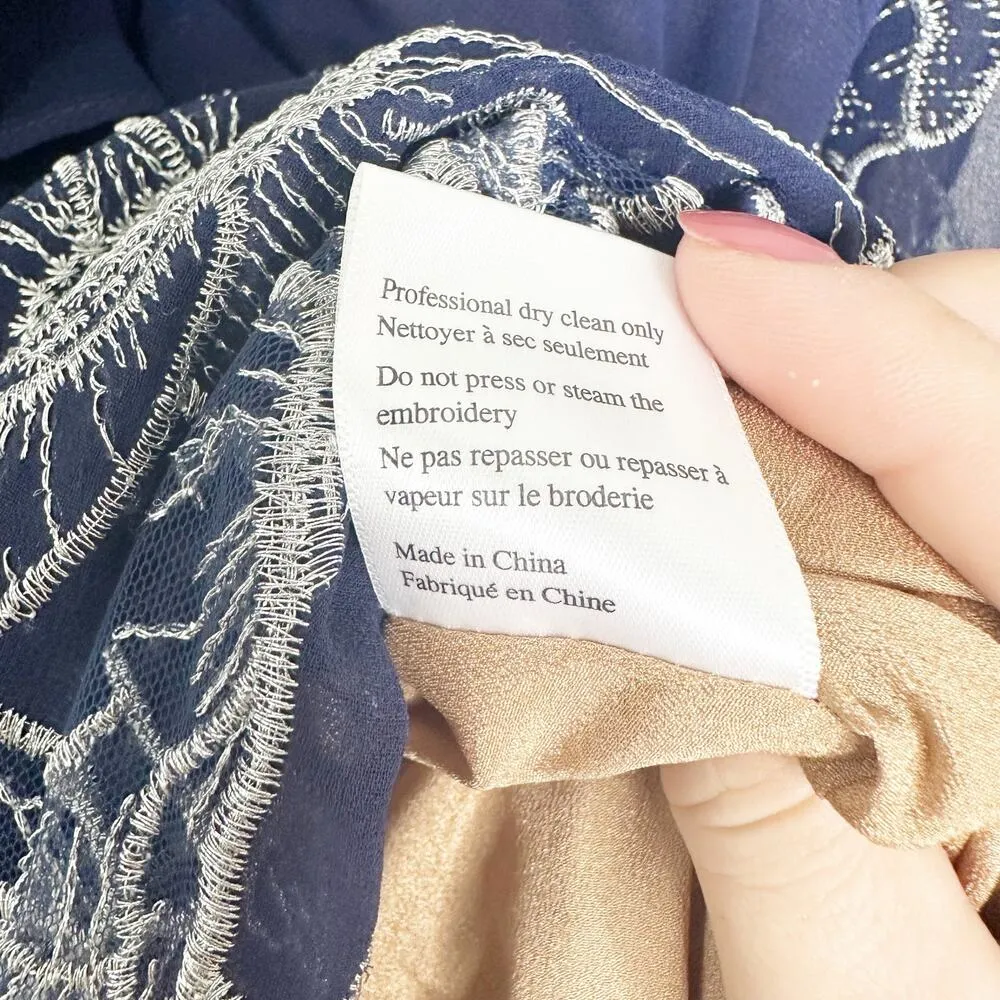 Professional dry clean only
Nettoyer à sec seulement
Do not press or steam the
embroidery
Ne pas repasser ou repasser à
vapeur sur le broderie
Made in China
Fabriqué en Chine